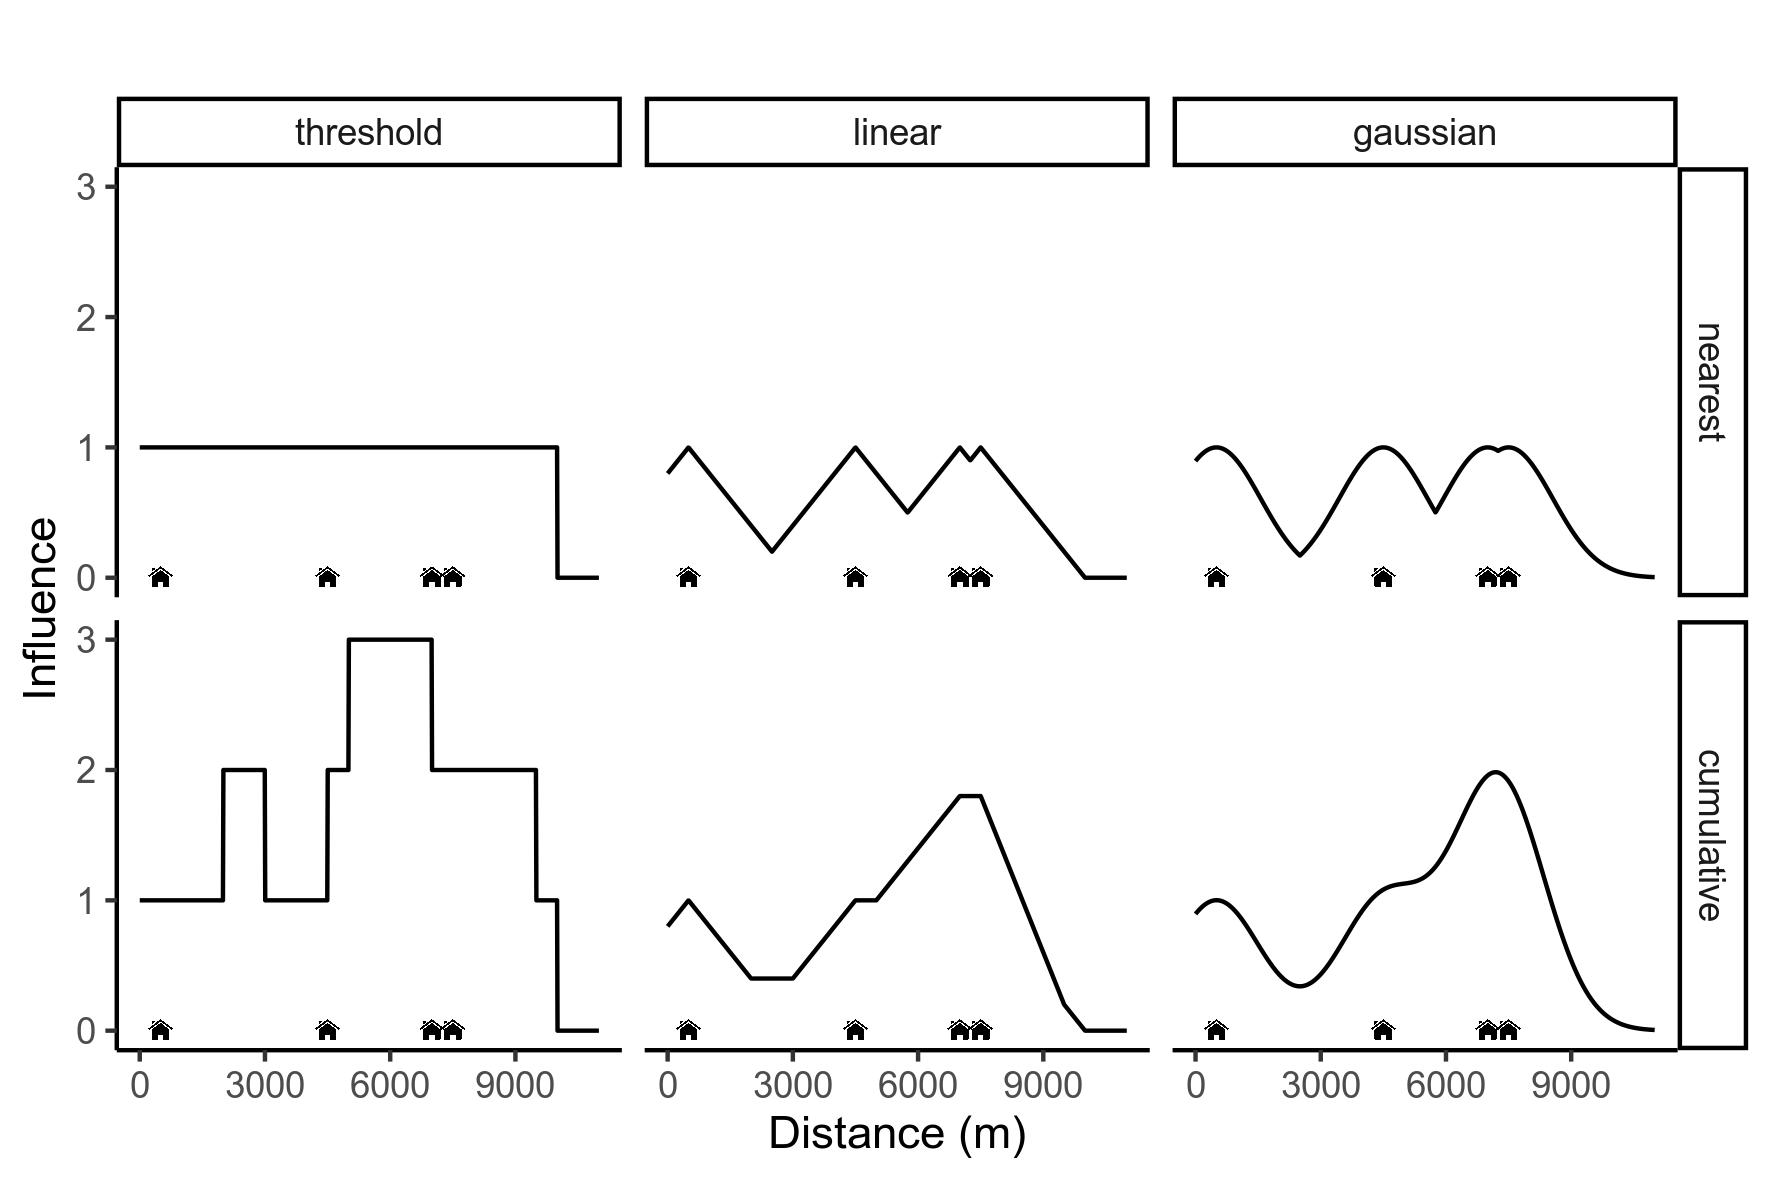 threshold
linear
gaussian
3
2
1
0
nearest
Influence
3
2
1
0
cumulative
0 3000 6000 9000
0 3000 6000 9000
0 3000 6000 9000
Distance (m)